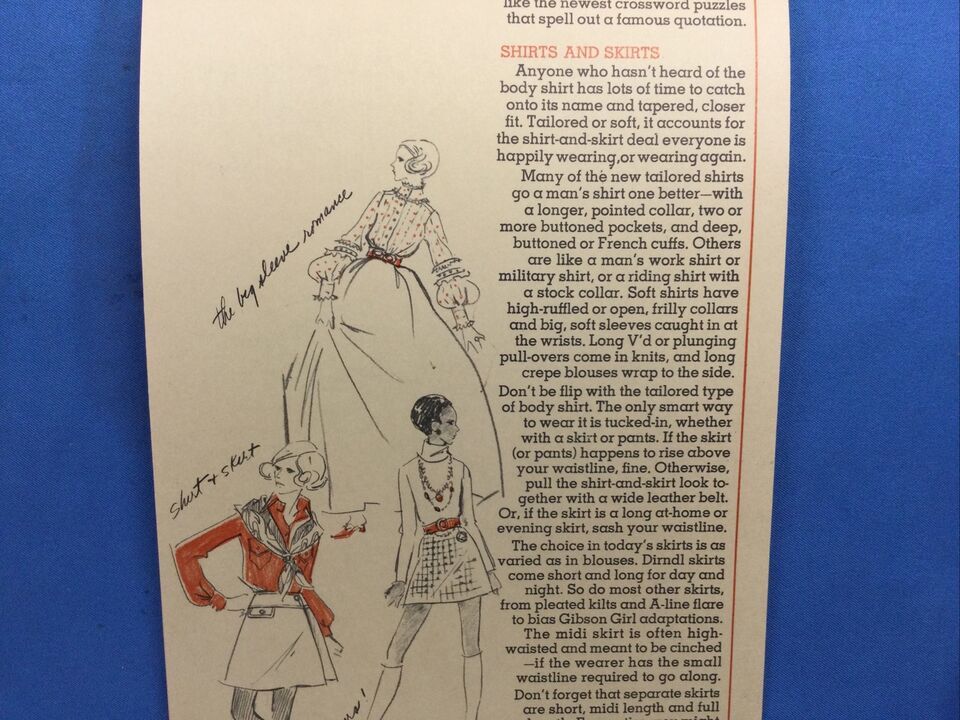 like the newest crossword puzzles
that spell out a famous quotation.
SHIRTS AND SKIRTS
Anyone who hasn't heard of the
body shirt has lots of time to catch
onto its name and tapered, closer
fit. Tailored or soft, it accounts for
the shirt-and-skirt deal everyone is
happily wearing, or wearing again.
Many of the new tailored shirts
go a man's shirt one better—with
a longer, pointed collar, two or
more buttoned pockets, and deep,
buttoned or French cuffs. Others
are like a man's work shirt or
military shirt, or a riding shirt with
a stock collar. Soft shirts have
high-ruffled or open, frilly collars
and big, soft sleeves caught in at
the wrists. Long V'd or plunging
pull-overs come in knits, and long
crepe blouses wrap to the side.
Don't be flip with the tailored type
of body shirt. The only smart way
to wear it is tucked-in, whether
with a skirt or pants. If the skirt
(or pants) happens to rise above
your waistline, fine. Otherwise,
pull the shirt-and-skirt look to-
gether with a wide leather belt.
Or, if the skirt is a long at-home or
evening skirt, sash your waistline.
The choice in today's skirts is as
varied as in blouses. Dirndl skirts
come short and long for day and
night. So do most other skirts,
from pleated kilts and A-line flare
to bias Gibson Girl adaptations.
The midi skirt is often high-
waisted and meant to be cinched
—if the wearer has the small
waistline required to go along.
Don't forget that separate skirts
are short, midi length and full
the big sleeve romance
shirt + skirt